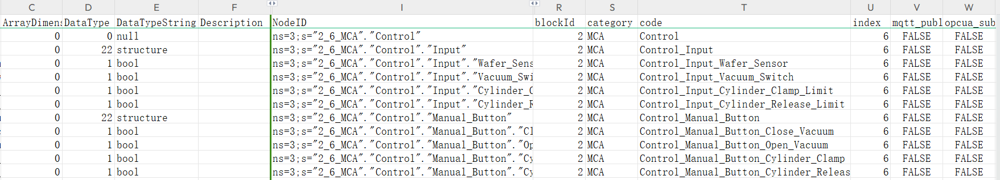 C D E F I R S T U V W
ArrayDimens DataType DataTypeString Description NodeID blockId category code index mqtt_publ opcua_sub
0 0 null ns=3;s="2_6_MCA"."Control" 2 MCA Control 6 FALSE FALSE
0 22 structure ns=3;s="2_6_MCA"."Control"."Input" 2 MCA Control_Input 6 FALSE FALSE
0 1 bool ns=3;s="2_6_MCA"."Control"."Input"."Wafer_Sens 2 MCA Control_Input_Wafer_Sensor 6 FALSE FALSE
0 1 bool ns=3;s="2_6_MCA"."Control"."Input"."Vacuum_Swi 2 MCA Control_Input_Vacuum_Switch 6 FALSE FALSE
0 1 bool ns=3;s="2_6_MCA"."Control"."Input"."Cylinder_C 2 MCA Control_Input_Cylinder_Clamp_Limit 6 FALSE FALSE
0 1 bool ns=3;s="2_6_MCA"."Control"."Input"."Cylinder_R 2 MCA Control_Input_Cylinder_Release_Limit 6 FALSE FALSE
0 22 structure ns=3;s="2_6_MCA"."Control"."Manual_Button" 2 MCA Control_Manual_Button 6 FALSE FALSE
0 1 bool ns=3;s="2_6_MCA"."Control"."Manual_Button"."Cl 2 MCA Control_Manual_Button_Close_Vacuum 6 FALSE FALSE
0 1 bool ns=3;s="2_6_MCA"."Control"."Manual_Button"."Op 2 MCA Control_Manual_Button_Open_Vacuum 6 FALSE FALSE
0 1 bool ns=3;s="2_6_MCA"."Control"."Manual_Button"."Cy 2 MCA Control_Manual_Button_Cylinder_Clamp 6 FALSE FALSE
0 1 bool ns=3;s="2_6_MCA"."Control"."Manual_Button"."Cy 2 MCA Control_Manual_Button_Cylinder_Releas 6 FALSE FALSE